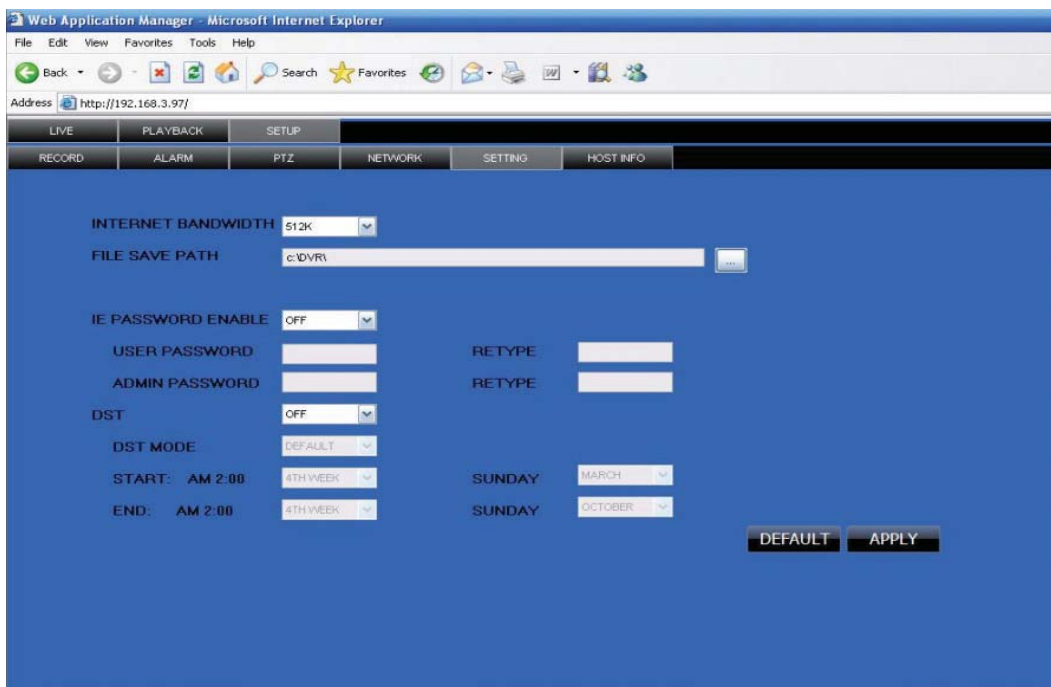 Web Application Manager - Microsoft Internet Explorer
File Edit View Favorites Tools Help
Back Search Favorites
Address http://192.168.3.97/
LIVE PLAYBACK SETUP
RECORD ALARM PTZ NETWORK SETTING HOST INFO
INTERNET BANDWIDTH 512K
FILE SAVE PATH c:\DVR\ ...
IE PASSWORD ENABLE OFF
USER PASSWORD RETYPE
ADMIN PASSWORD RETYPE
DST OFF
DST MODE DEFAULT
START: AM 2:00 4TH WEEK SUNDAY MARCH
END: AM 2:00 4TH WEEK SUNDAY OCTOBER
DEFAULT APPLY